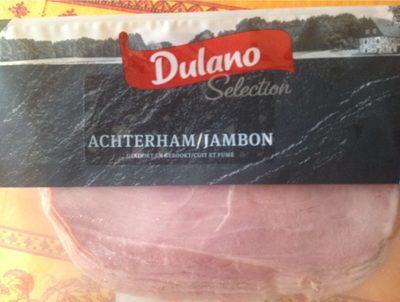 Dulano
Selection
ACHTERHAM/JAMBON
GEKOOKT EN GEROOKT/CUIT ET FUMÉ